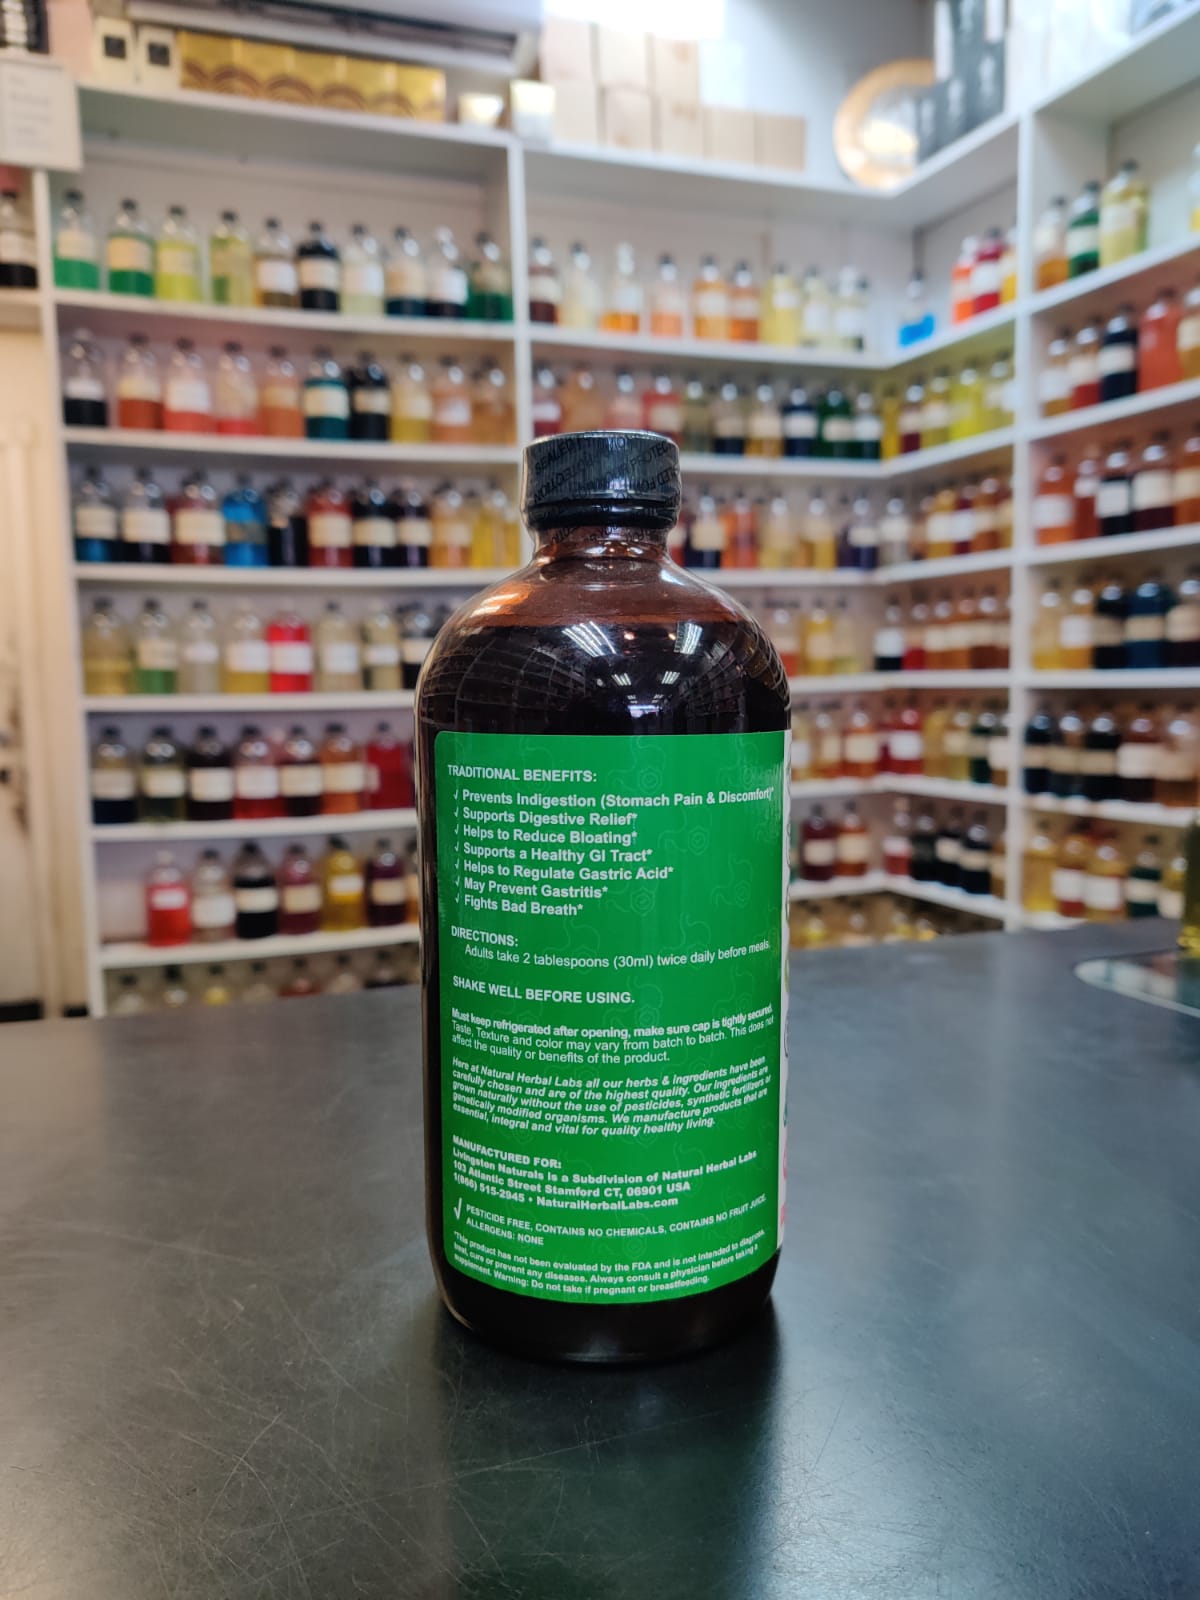 SEALED FOR YOUR PROTECTION
TRADITIONAL BENEFITS:
√ Prevents Indigestion (Stomach Pain & Discomfort)*
√ Supports Digestive Relief*
√ Helps to Reduce Bloating*
√ Supports a Healthy GI Tract*
√ Helps to Regulate Gastric Acid*
√ May Prevent Gastritis*
√ Fights Bad Breath*
DIRECTIONS:
Adults take 2 tablespoons (30ml) twice daily before meals.
SHAKE WELL BEFORE USING.
Must keep refrigerated after opening, make sure cap is tightly secured.
Taste, Texture and color may vary from batch to batch. This does not
affect the quality or benefits of the product.
Here at Natural Herbal Labs all our herbs & ingredients have been
carefully chosen and are of the highest quality. Our ingredients are
grown naturally without the use of pesticides, synthetic fertilizers or
genetically modified organisms. We manufacture products that are
essential, integral and vital for quality healthy living.
MANUFACTURED FOR:
Livingston Naturals is a Subdivision of Natural Herbal Labs
103 Atlantic Street Stamford CT, 06901 USA
1(866) 515-2945 • NaturalHerbalLabs.com
√ PESTICIDE FREE, CONTAINS NO CHEMICALS, CONTAINS NO FRUIT JUICE.
ALLERGENS: NONE
*This product has not been evaluated by the FDA and is not intended to diagnose,
treat, cure or prevent any diseases. Always consult a physician before taking a
supplement. Warning: Do not take if pregnant or breastfeeding.